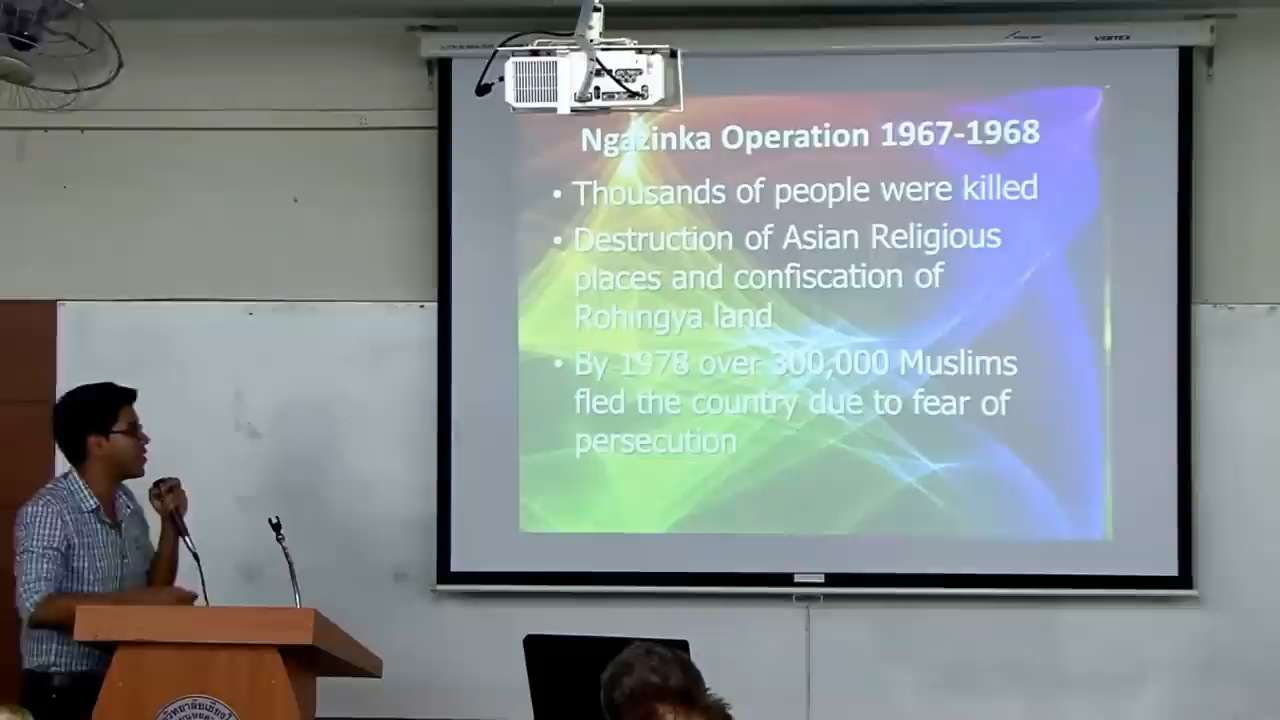 VERTEX
Ngazinka Operation 1967-1968
• Thousands of people were killed
• Destruction of Asian Religious
places and confiscation of
Rohingya land
• By 1978 over 300,000 Muslims
fled the country due to fear of
persecution